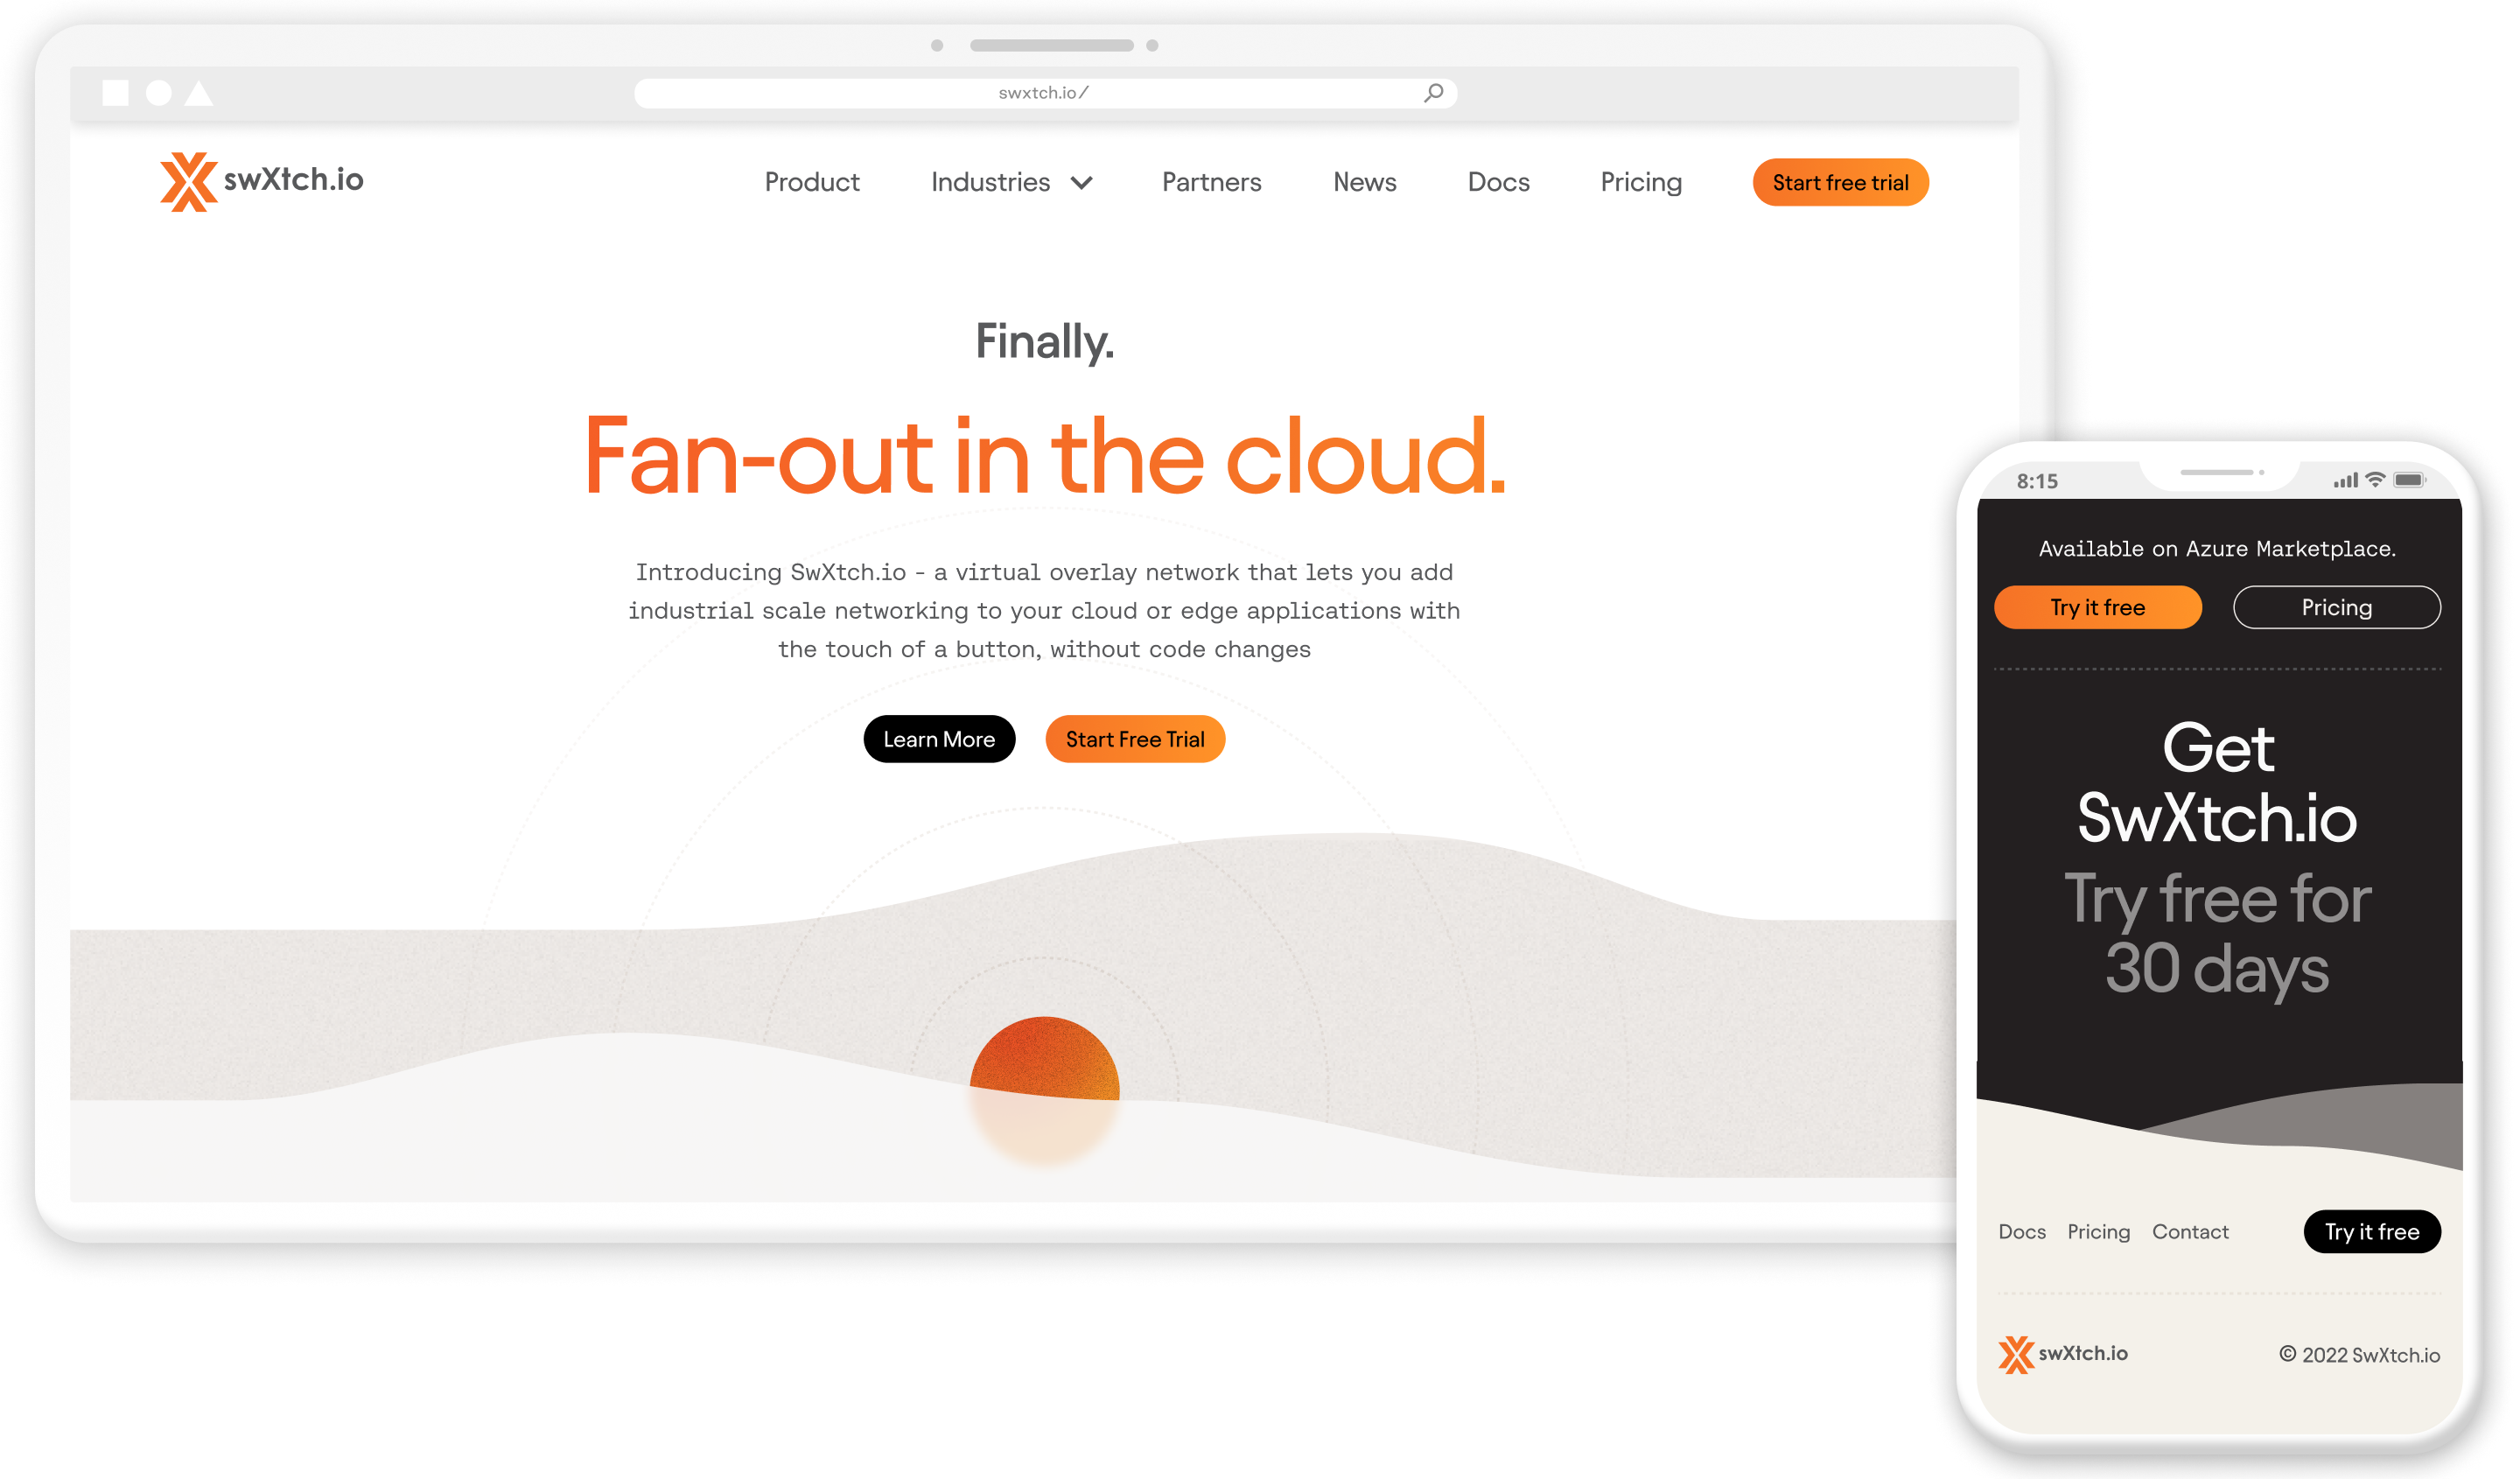 swxtch.io/
swXtch.io
Product Industries Partners News Docs Pricing Start free trial
Finally.
Fan-out in the cloud.
Introducing SwXtch.io - a virtual overlay network that lets you add
industrial scale networking to your cloud or edge applications with
the touch of a button, without code changes
Learn More Start Free Trial
8:15
Available on Azure Marketplace.
Try it free Pricing
Get
SwXtch.io
Try free for
30 days
Docs Pricing Contact Try it free
swXtch.io © 2022 SwXtch.io